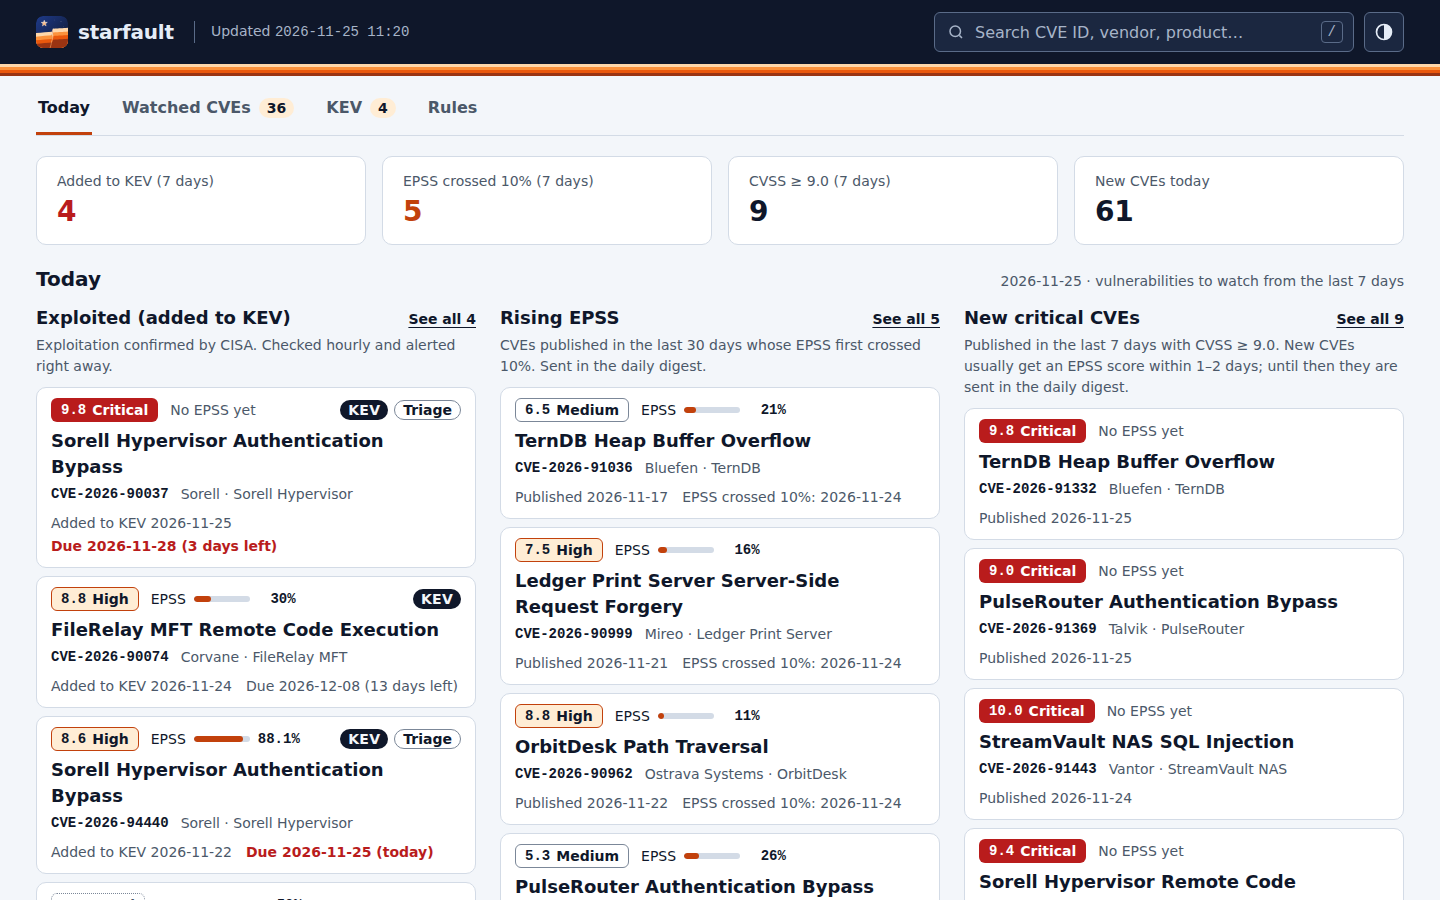 starfault
Updated 2026-11-25 11:20
Search CVE ID, vendor, product…
/
Today
Watched CVEs 36
KEV 4
Rules
Added to KEV (7 days)
4
EPSS crossed 10% (7 days)
5
CVSS ≥ 9.0 (7 days)
9
New CVEs today
61
Today
2026-11-25 · vulnerabilities to watch from the last 7 days
Exploited (added to KEV)
See all 4
Exploitation confirmed by CISA. Checked hourly and alerted
right away.
9.8 Critical No EPSS yet KEV Triage
Sorell Hypervisor Authentication
Bypass
CVE-2026-90037 Sorell · Sorell Hypervisor
Added to KEV 2026-11-25
Due 2026-11-28 (3 days left)
8.8 High EPSS 30% KEV
FileRelay MFT Remote Code Execution
CVE-2026-90074 Corvane · FileRelay MFT
Added to KEV 2026-11-24 Due 2026-12-08 (13 days left)
8.6 High EPSS 88.1% KEV Triage
Sorell Hypervisor Authentication
Bypass
CVE-2026-94440 Sorell · Sorell Hypervisor
Added to KEV 2026-11-22 Due 2026-11-25 (today)
Rising EPSS
See all 5
CVEs published in the last 30 days whose EPSS first crossed
10%. Sent in the daily digest.
6.5 Medium EPSS 21%
TernDB Heap Buffer Overflow
CVE-2026-91036 Bluefen · TernDB
Published 2026-11-17 EPSS crossed 10%: 2026-11-24
7.5 High EPSS 16%
Ledger Print Server Server-Side
Request Forgery
CVE-2026-90999 Mireo · Ledger Print Server
Published 2026-11-21 EPSS crossed 10%: 2026-11-24
8.8 High EPSS 11%
OrbitDesk Path Traversal
CVE-2026-90962 Ostrava Systems · OrbitDesk
Published 2026-11-22 EPSS crossed 10%: 2026-11-24
5.3 Medium EPSS 26%
PulseRouter Authentication Bypass
New critical CVEs
See all 9
Published in the last 7 days with CVSS ≥ 9.0. New CVEs
usually get an EPSS score within 1–2 days; until then they are
sent in the daily digest.
9.8 Critical No EPSS yet
TernDB Heap Buffer Overflow
CVE-2026-91332 Bluefen · TernDB
Published 2026-11-25
9.0 Critical No EPSS yet
PulseRouter Authentication Bypass
CVE-2026-91369 Talvik · PulseRouter
Published 2026-11-25
10.0 Critical No EPSS yet
StreamVault NAS SQL Injection
CVE-2026-91443 Vantor · StreamVault NAS
Published 2026-11-24
9.4 Critical No EPSS yet
Sorell Hypervisor Remote Code